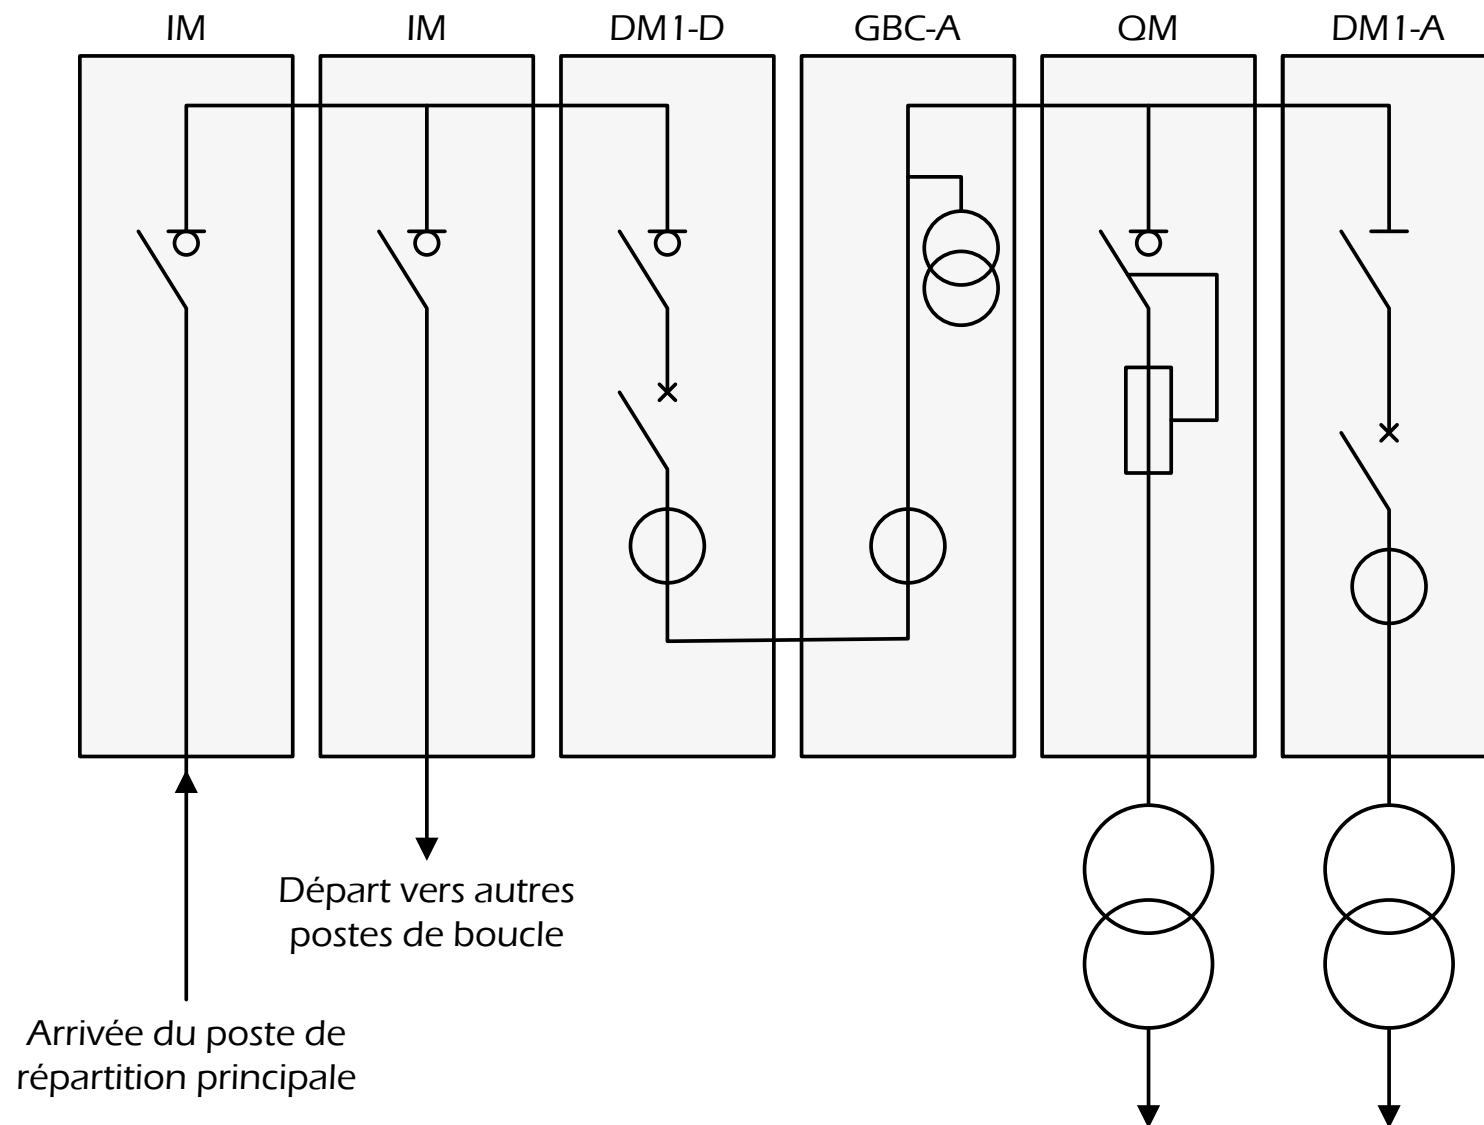 IM
IM
DM1-D
GBC-A
QM
DM1-A
Départ vers autres
postes de boucle
Arrivée du poste de
répartition principale